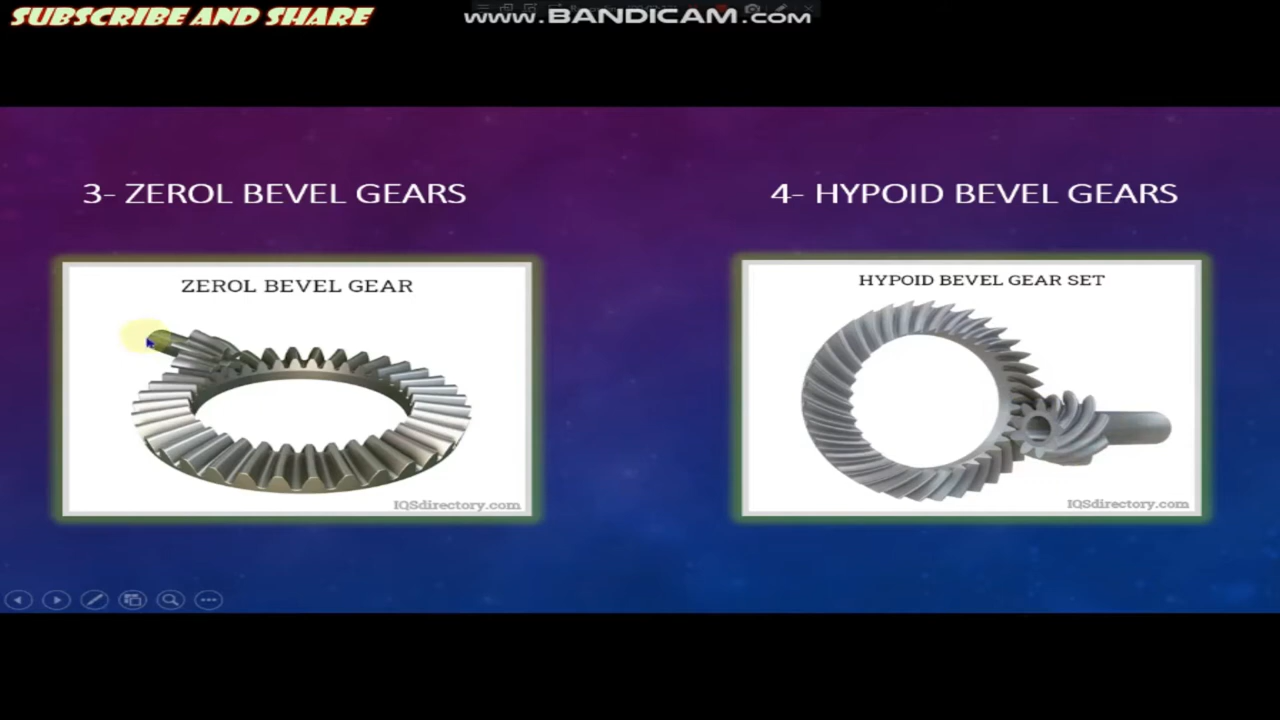 SUBSCRIBE AND SHARE
www.BANDICAM.com
3- ZEROL BEVEL GEARS
4- HYPOID BEVEL GEARS
ZEROL BEVEL GEAR
IQSdirectory.com
HYPOID BEVEL GEAR SET
IQSdirectory.com